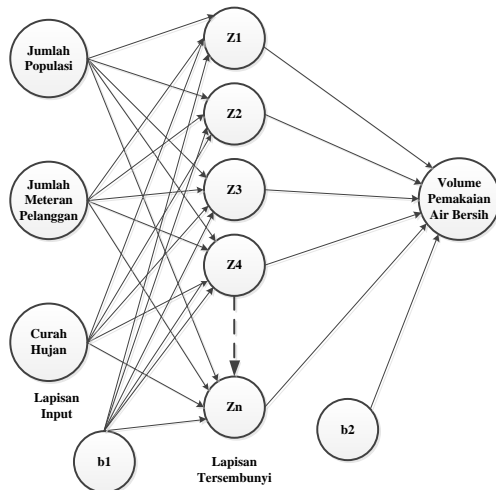 Jumlah
Populasi
Jumlah
Meteran
Pelanggan
Curah
Hujan
Lapisan
Input
b1
Z1
Z2
Z3
Z4
Zn
Lapisan
Tersembunyi
Volume
Pemakaian
Air Bersih
b2